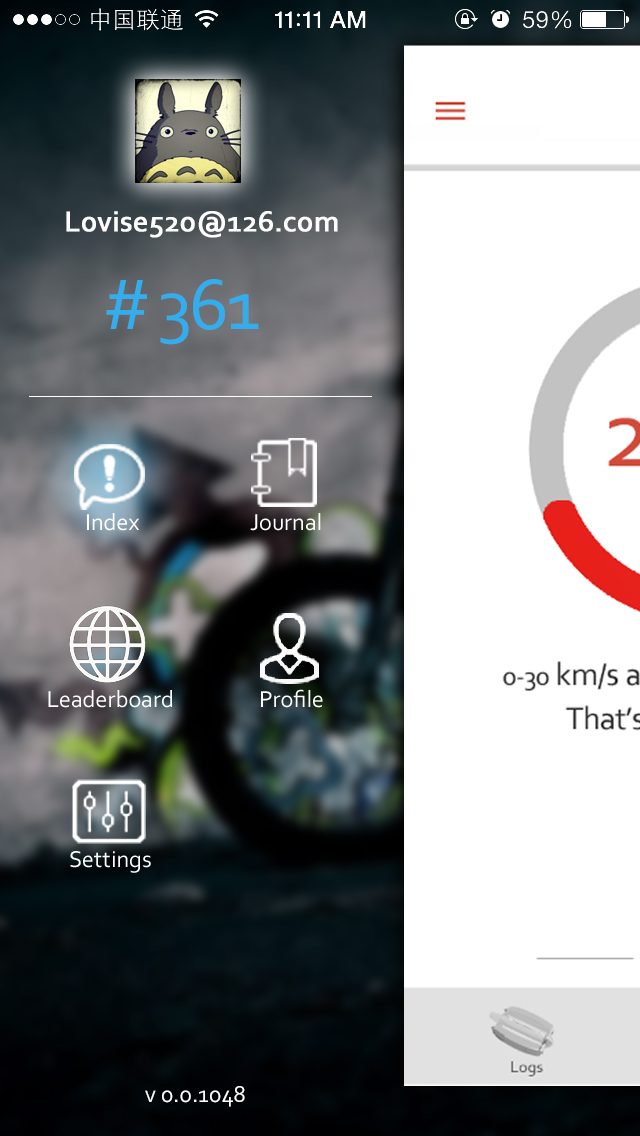 中国联通 11:11 AM 59%
Lovise520@126.com
# 361
Index Journal
Leaderboard Profile
Settings
v 0.0.1048
2
0-30 km/s a
That's
Logs